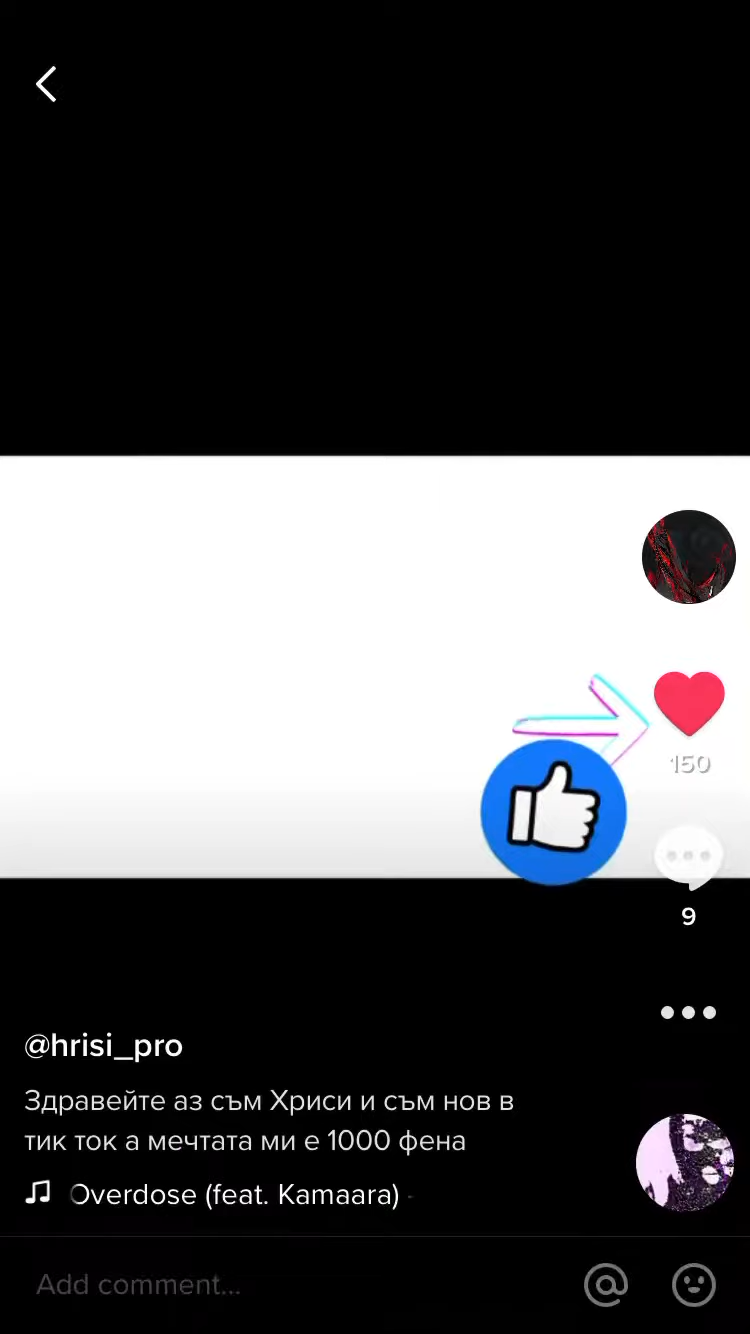 150
9
@hrisi_pro
Здравейте аз съм Хриси и съм нов в
тик ток а мечтата ми е 1000 фена
Overdose (feat. Kamaara) -
Add comment...